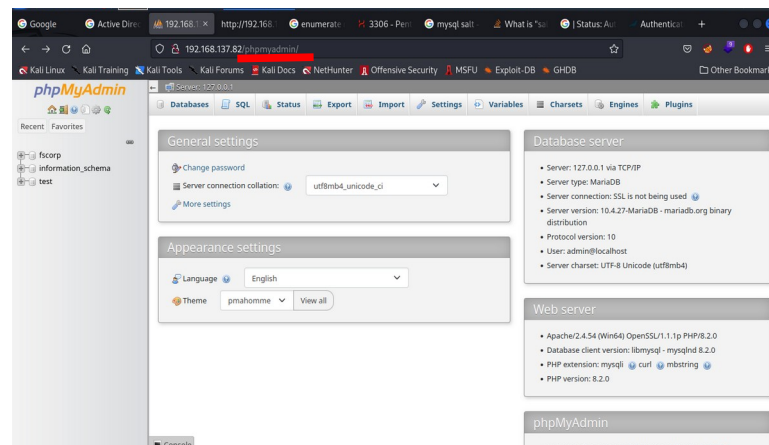 Google
Active Direc
192.168.1
http://192.168.
enumerate
3306 - Pen
mysql salt -
What is "sa
| Status: Aut
Authenticat
192.168.137.82/phpmyadmin/
Kali Linux
Kali Training
Kali Tools
Kali Forums
Kali Docs
NetHunter
Offensive Security
MSFU
Exploit-DB
GHDB
Other Bookmark
phpMyAdmin
Recent
Favorites
fscorp
information_schema
test
Server: 127.0.0.1
Databases
SQL
Status
Export
Import
Settings
Variables
Charsets
Engines
Plugins
General settings
Change password
Server connection collation:
utf8mb4_unicode_ci
More settings
Appearance settings
Language
English
Theme
pmahomme
View all
Database server
Server: 127.0.0.1 via TCP/IP
Server type: MariaDB
Server connection: SSL is not being used
Server version: 10.4.27-MariaDB - mariadb.org binary
distribution
Protocol version: 10
User: admin@localhost
Server charset: UTF-8 Unicode (utf8mb4)
Web server
Apache/2.4.54 (Win64) OpenSSL/1.1.1p PHP/8.2.0
Database client version: libmysql - mysqlnd 8.2.0
PHP extension: mysqli
curl
mbstring
PHP version: 8.2.0
phpMyAdmin
Console